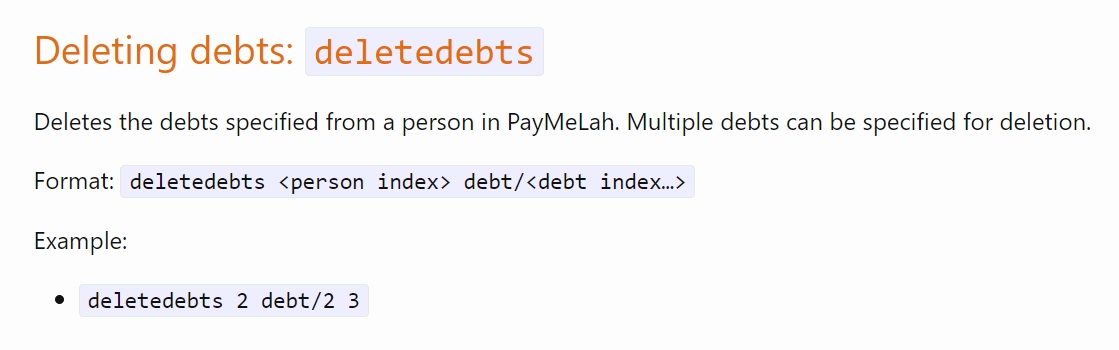 Deleting debts: deletedebts
Deletes the debts specified from a person in PayMeLah. Multiple debts can be specified for deletion.
Format: deletedebts <person index> debt/<debt index…>
Example:
• deletedebts 2 debt/2 3